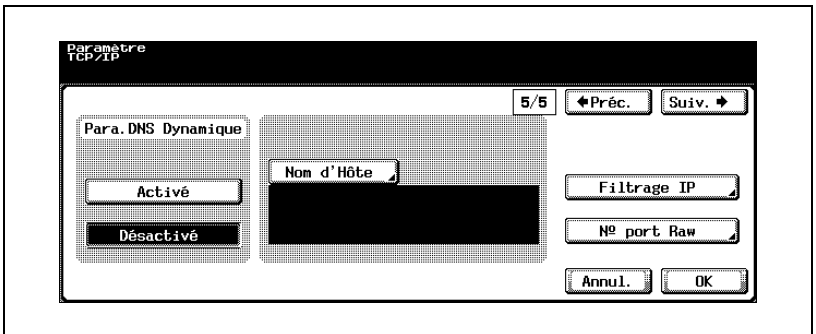 Paramètre
TCP/IP
5/5
Préc.
Suiv.
Para.DNS Dynamique
Nom d'Hôte
Activé
Filtrage IP
Désactivé
Nº port Raw
Annul.
OK